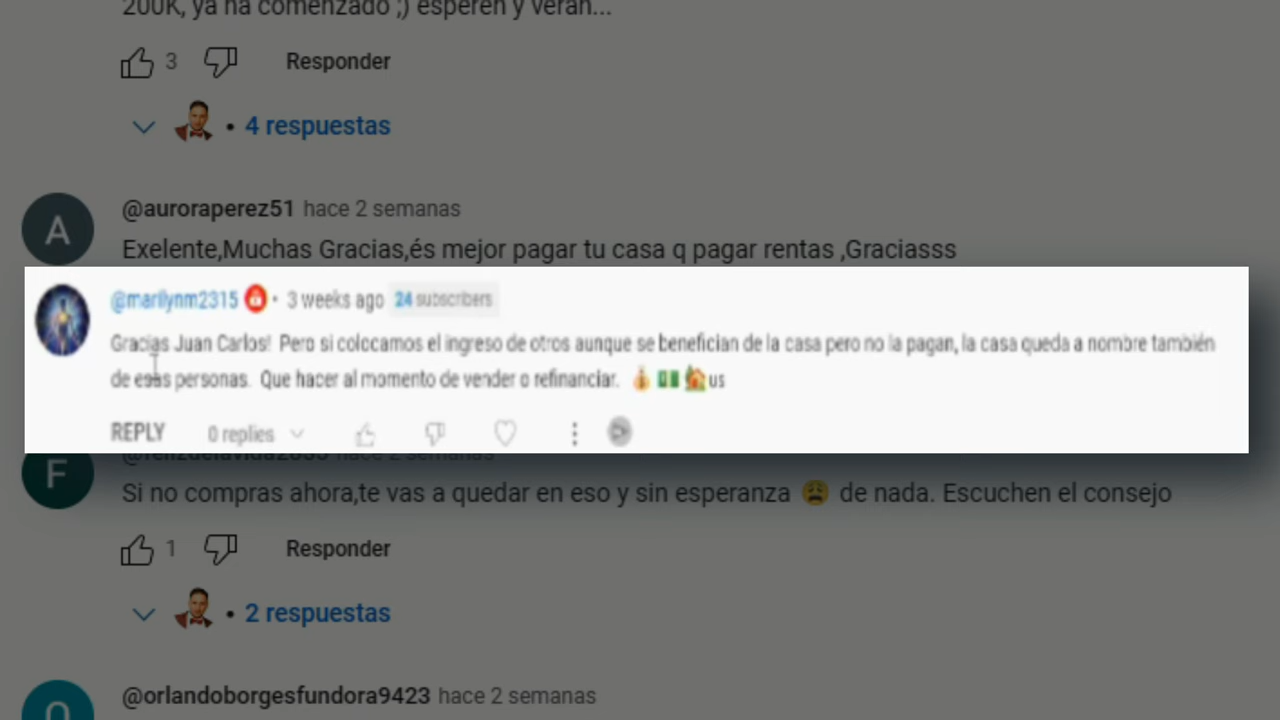 200K, ya ha comenzado ;) esperen y verán...
3 Responder
• 4 respuestas
A
@auroraperez51 hace 2 semanas
Exelente,Muchas Gracias,és mejor pagar tu casa q pagar rentas ,Graciasss
@marilynm2315 • 3 weeks ago 24 subscribers
Gracias Juan Carlos! Pero si colocamos el ingreso de otros aunque se benefician de la casa pero no la pagan, la casa queda a nombre también
de esas personas. Que hacer al momento de vender o refinanciar. 💰 💵 🏡us
REPLY 0 replies
F
hace 2 semanas
Si no compras ahora,te vas a quedar en eso y sin esperanza 😩 de nada. Escuchen el consejo
1 Responder
• 2 respuestas
O
@orlandoborgesfundora9423 hace 2 semanas